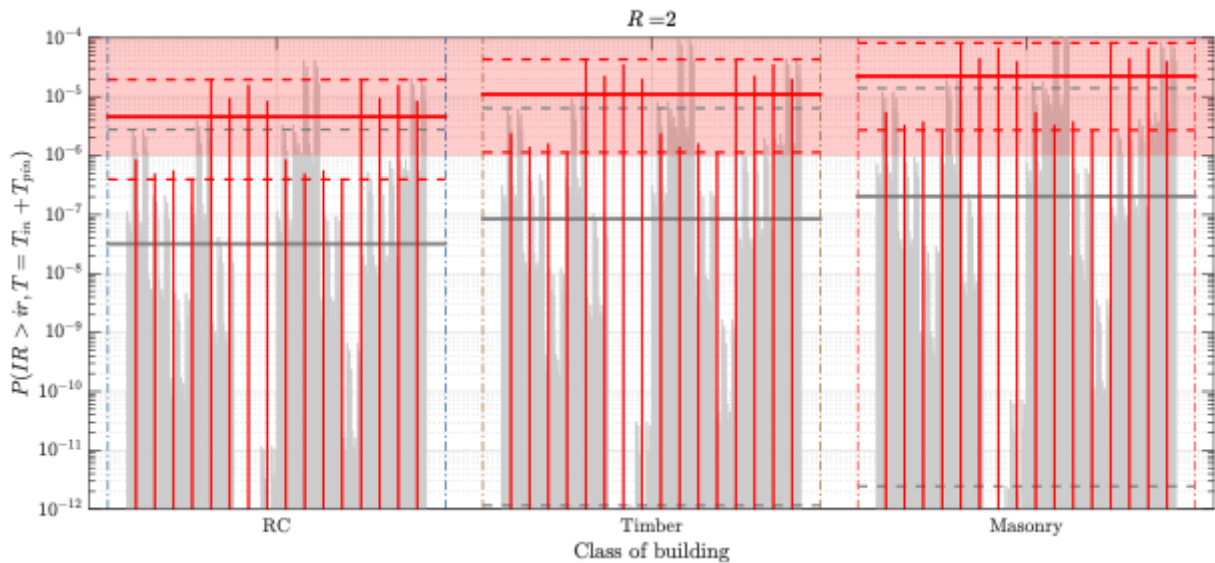 R = 2
P(IR > ir, T = T_in + T_piu)
10^-4
10^-5
10^-6
10^-7
10^-8
10^-9
10^-10
10^-11
10^-12
RC Timber Masonry
Class of building